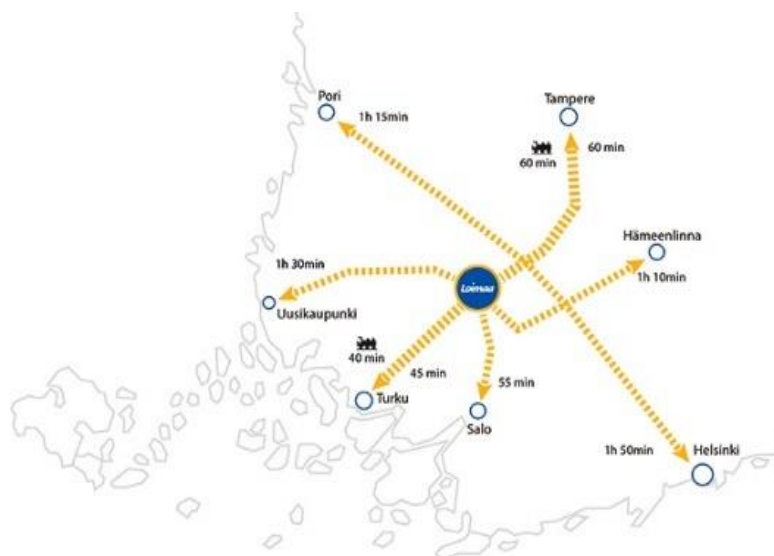 Pori
1h 15min
Tampere
60 min
60 min
Hämeenlinna
1h 10min
1h 30min
Loimaa
Uusikaupunki
40 min
45 min
Turku
55 min
Salo
1h 50min
Helsinki